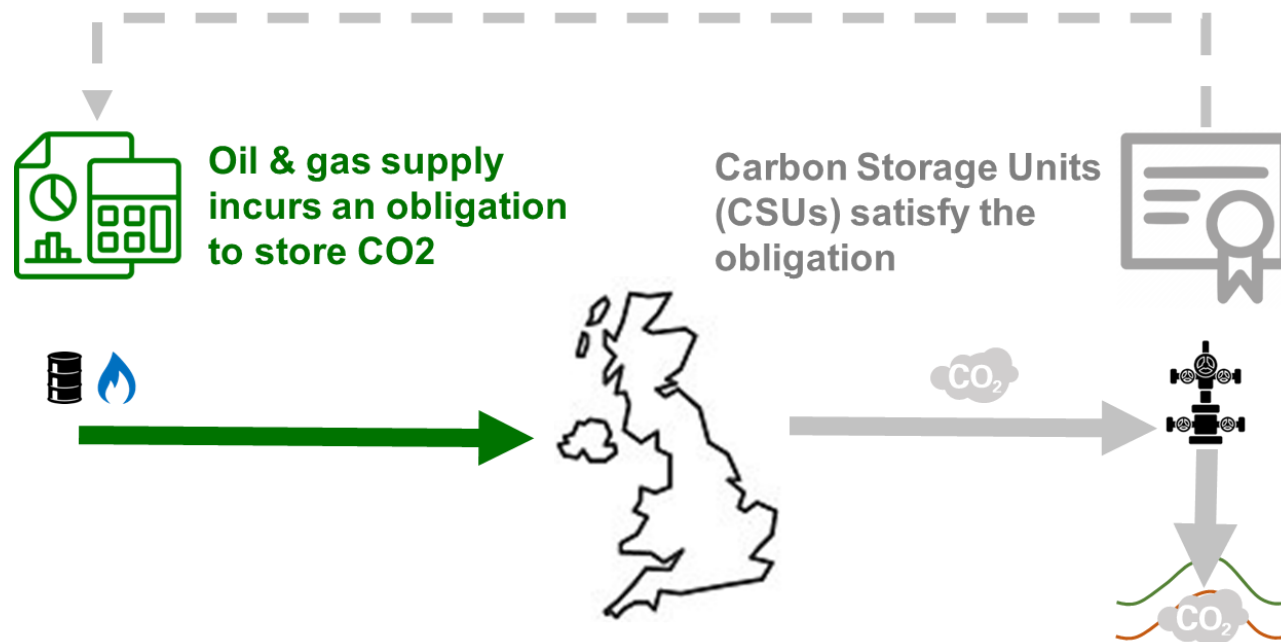 Oil & gas supply
incurs an obligation
to store CO2
Carbon Storage Units
(CSUs) satisfy the
obligation
CO₂
CO₂